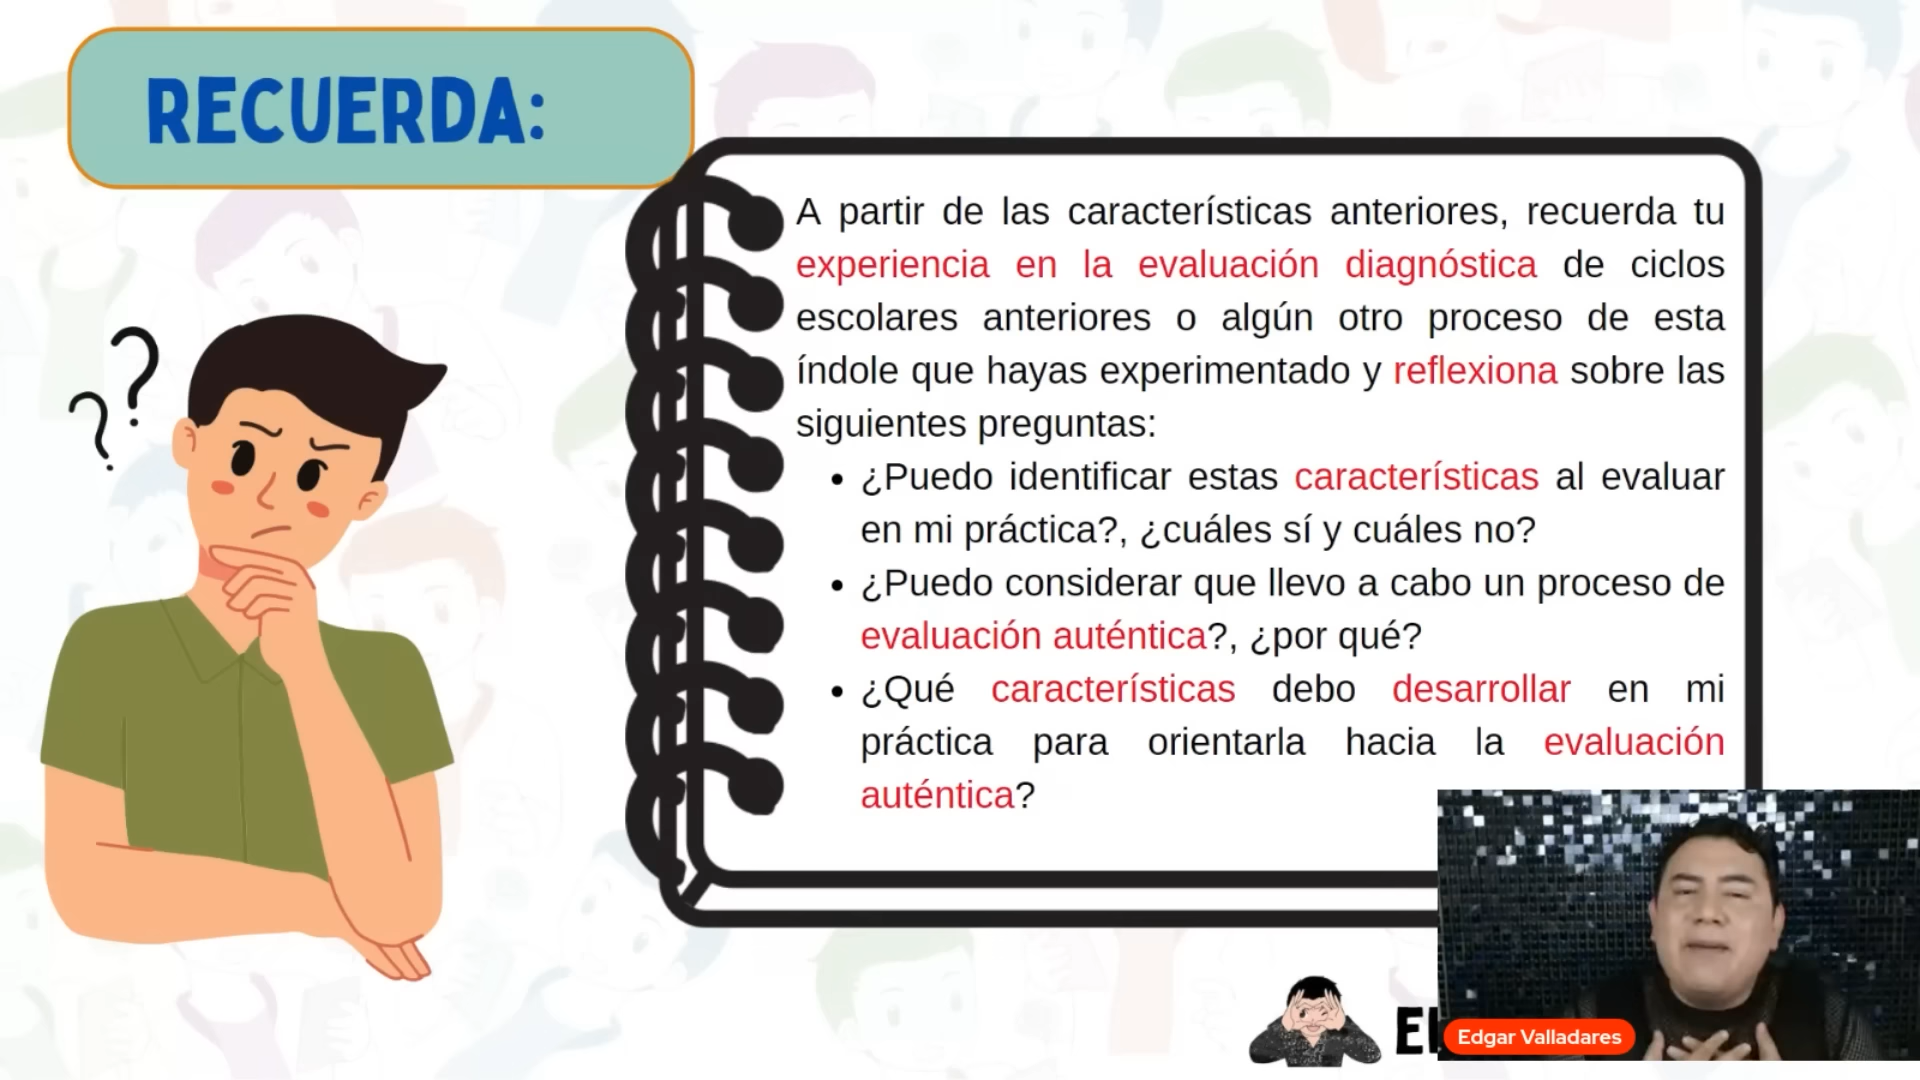 RECUERDA:
A partir de las características anteriores, recuerda tu
experiencia en la evaluación diagnóstica de ciclos
escolares anteriores o algún otro proceso de esta
índole que hayas experimentado y reflexiona sobre las
siguientes preguntas:
• ¿Puedo identificar estas características al evaluar
en mi práctica?, ¿cuáles sí y cuáles no?
• ¿Puedo considerar que llevo a cabo un proceso de
evaluación auténtica?, ¿por qué?
• ¿Qué características debo desarrollar en mi
práctica para orientarla hacia la evaluación
auténtica?
Edgar Valladares